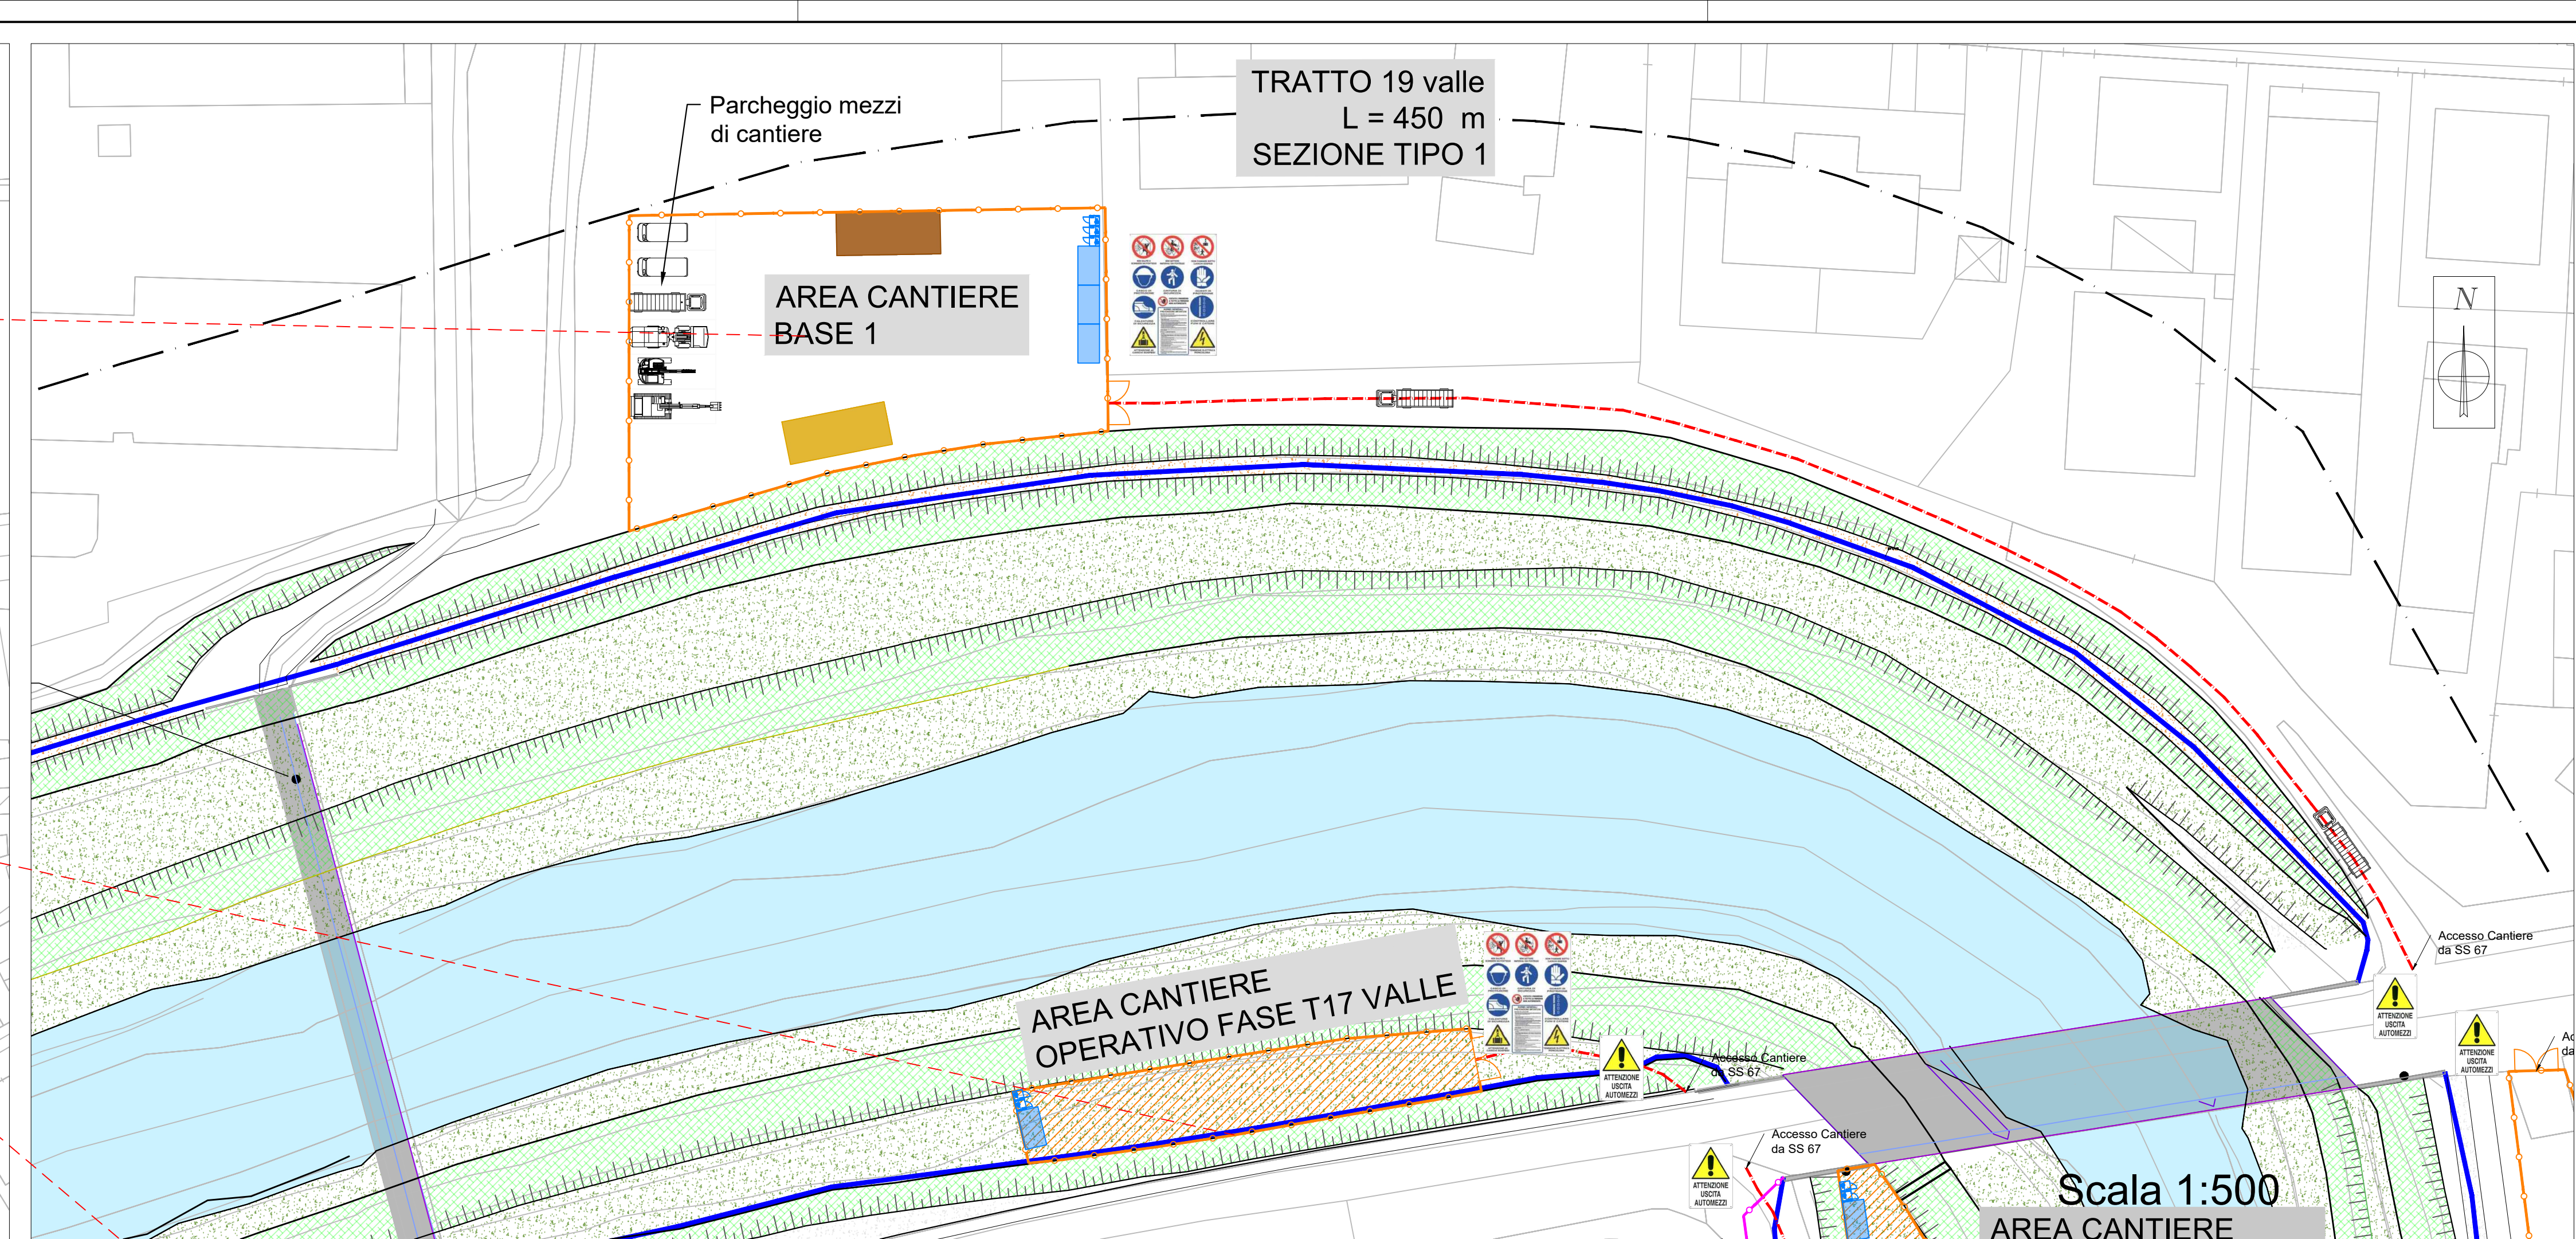 TRATTO 19 valle
L = 450 m
SEZIONE TIPO 1
Parcheggio mezzi
di cantiere
AREA CANTIERE
BASE 1
N
Accesso Cantiere
da SS 67
ATTENZIONE
USCITA
AUTOMEZZI
ATTENZIONE
USCITA
AUTOMEZZI
AREA CANTIERE
OPERATIVO FASE T17 VALLE
ATTENZIONE
USCITA
AUTOMEZZI
Accesso Cantiere
da SS 67
Accesso Cantiere
da SS 67
ATTENZIONE
USCITA
AUTOMEZZI
Scala 1:500
AREA CANTIERE